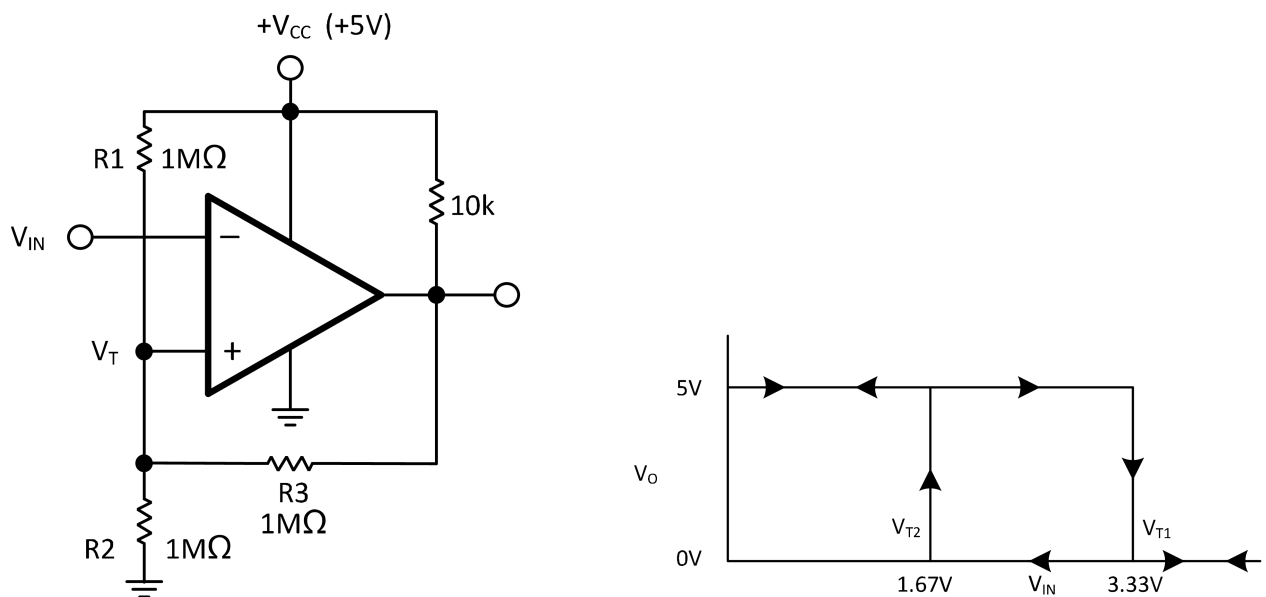 +VCC (+5V)
R1 1MΩ
10k
VIN
−
VT
+
R3
1MΩ
R2 1MΩ
5V
VO
VT2
VT1
0V
1.67V
VIN
3.33V